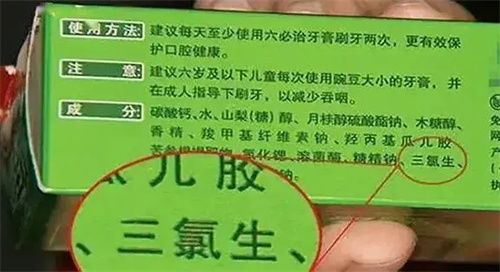 使用方法： 建议每天至少使用六必治牙膏刷牙两次，更有效保
护口腔健康。
注 意： 建议六岁及以下儿童每次使用豌豆大小的牙膏，并
在成人指导下刷牙，以减少吞咽。
成 分： 碳酸钙、水、山梨(糖)醇、月桂醇硫酸酯钠、木糖醇、
香精、羧甲基纤维素钠、羟丙基瓜儿胶
溶菌酶、糖精钠、三氯生、
钠。
儿胶
、三氯生、